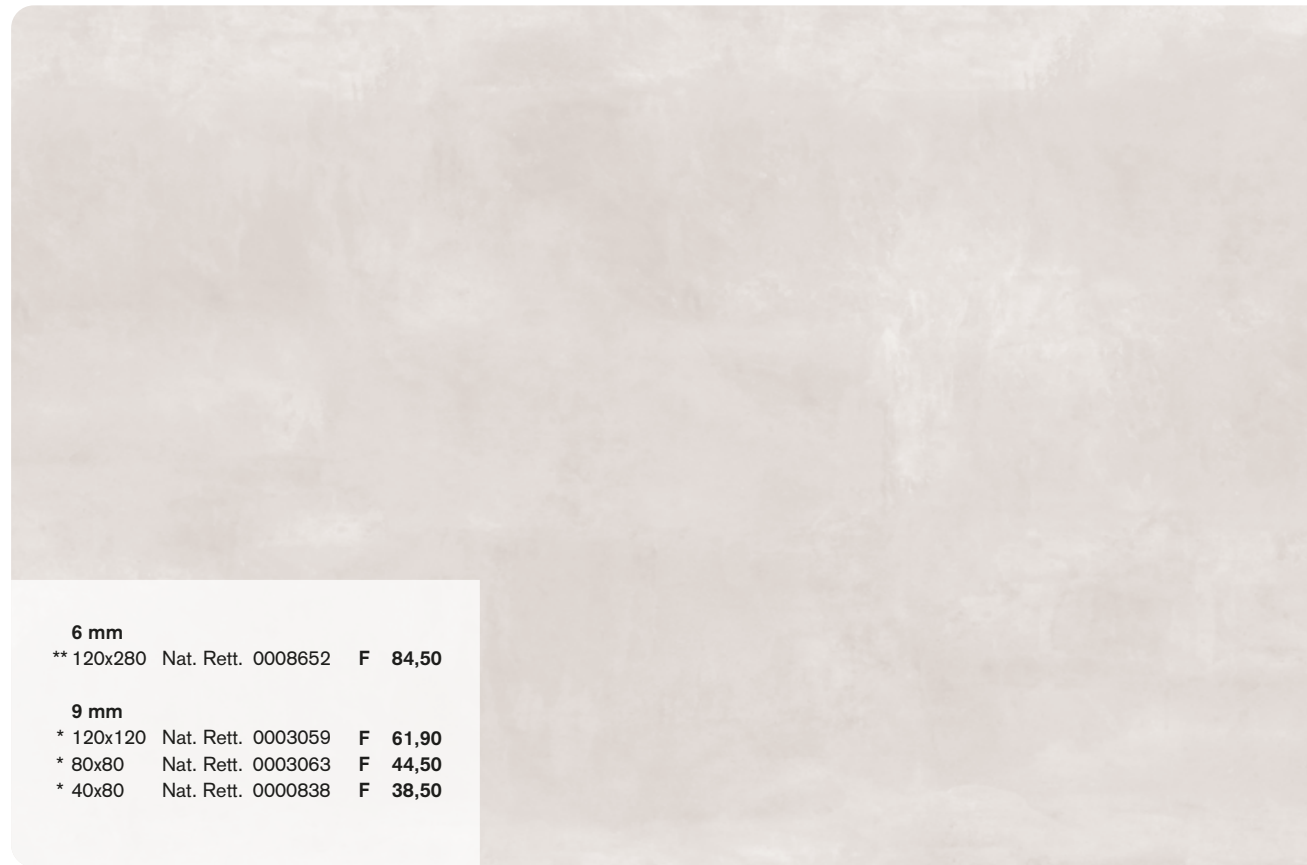 6 mm
** 120x280 Nat. Rett. 0008652 F 84,50
9 mm
* 120x120 Nat. Rett. 0003059 F 61,90
* 80x80 Nat. Rett. 0003063 F 44,50
* 40x80 Nat. Rett. 0000838 F 38,50